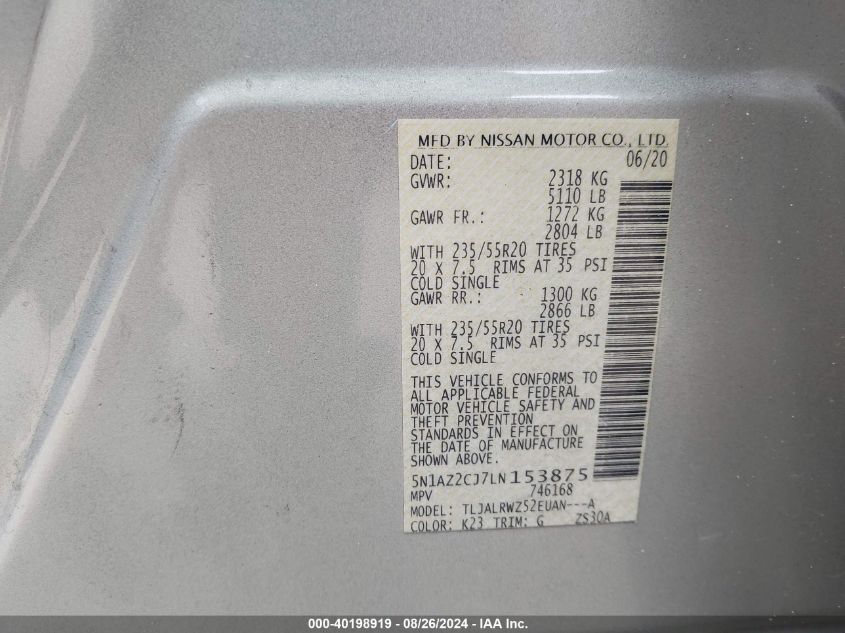 MFD BY NISSAN MOTOR CO., LTD.
DATE: 06/20
GVWR: 2318 KG
5110 LB
GAWR FR.: 1272 KG
2804 LB
WITH 235/55R20 TIRES
20 X 7.5 RIMS AT 35 PSI
COLD SINGLE
GAWR RR.: 1300 KG
2866 LB
WITH 235/55R20 TIRES
20 X 7.5 RIMS AT 35 PSI
COLD SINGLE
THIS VEHICLE CONFORMS TO
ALL APPLICABLE FEDERAL
MOTOR VEHICLE SAFETY AND
THEFT PREVENTION
STANDARDS IN EFFECT ON
THE DATE OF MANUFACTURE
SHOWN ABOVE.
5N1AZ2CJ7LN153875
MPV 746168
MODEL: TLJALRWZ52EUAN---A
COLOR: K23 TRIM: G ZS30A
000-40198919 / 08/26/2024 - IAA Inc.